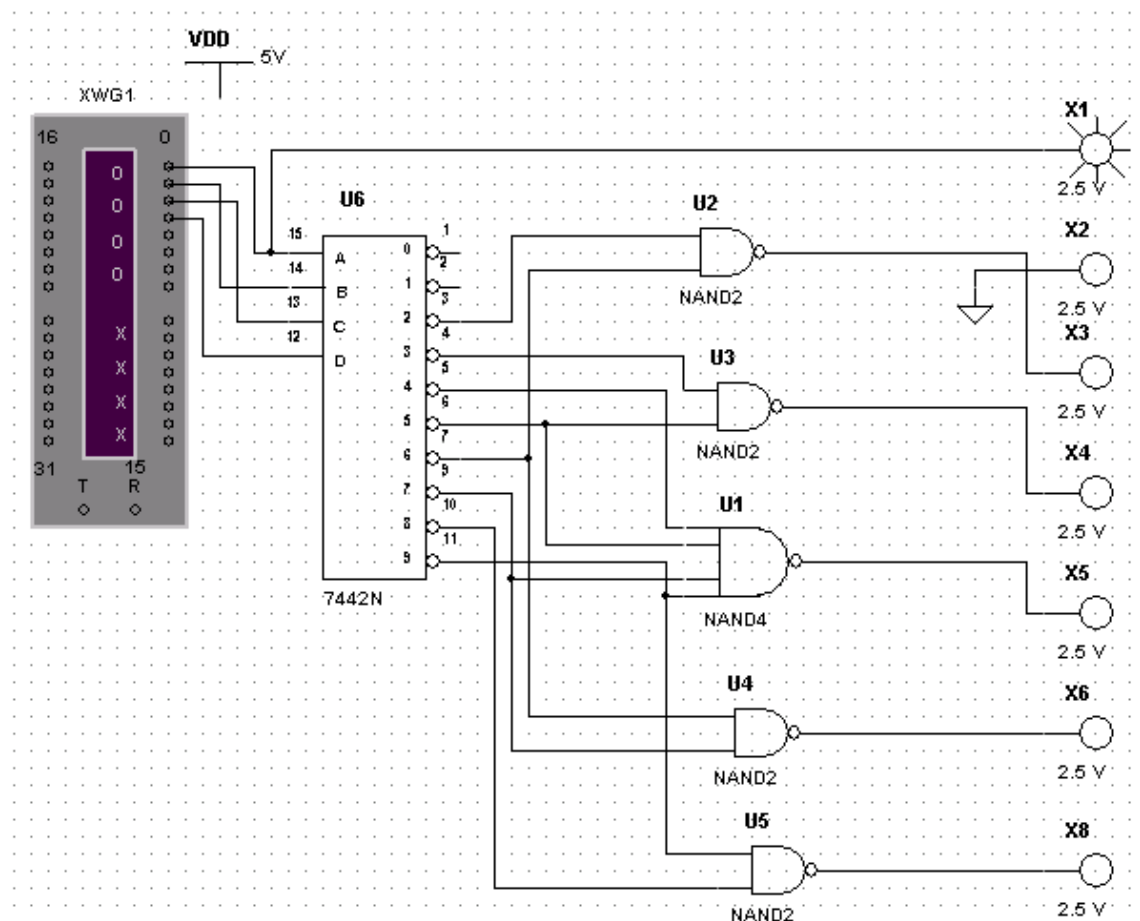 VDD
5V
XWG1
16 0
0
0
0
0
X
X
X
X
31 15
T R
U6
15
14
13
12
A
B
C
D
0
1
2
3
4
5
6
7
8
9
1
2
3
4
5
6
7
9
10
11
7442N
U2
NAND2
U3
NAND2
U1
NAND4
U4
NAND2
U5
NAND2
X1
2.5 V
X2
2.5 V
X3
2.5 V
X4
2.5 V
X5
2.5 V
X6
2.5 V
X8
2.5 V